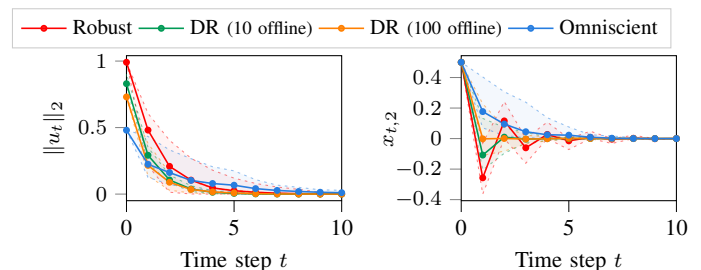 Robust DR (10 offline) DR (100 offline) Omniscient
1
0.5
0
‖u_t‖_2
0 5 10
Time step t
0.4
0.2
0
−0.2
−0.4
x_{t,2}
0 5 10
Time step t